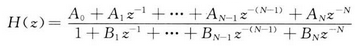 H(z) = \frac{A_0 + A_1 z^{-1} + \cdots + A_{N-1} z^{-(N-1)} + A_N z^{-N}}{1 + B_1 z^{-1} + \cdots + B_{N-1} z^{-(N-1)} + B_N z^{-N}}